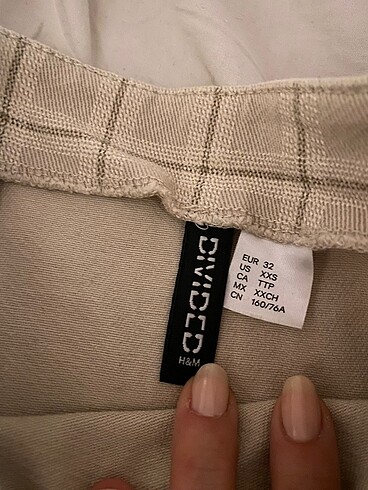 DIVIDED
H&M
EUR 32
US XXS
CA TTP
MX XXCH
CN 160/76A